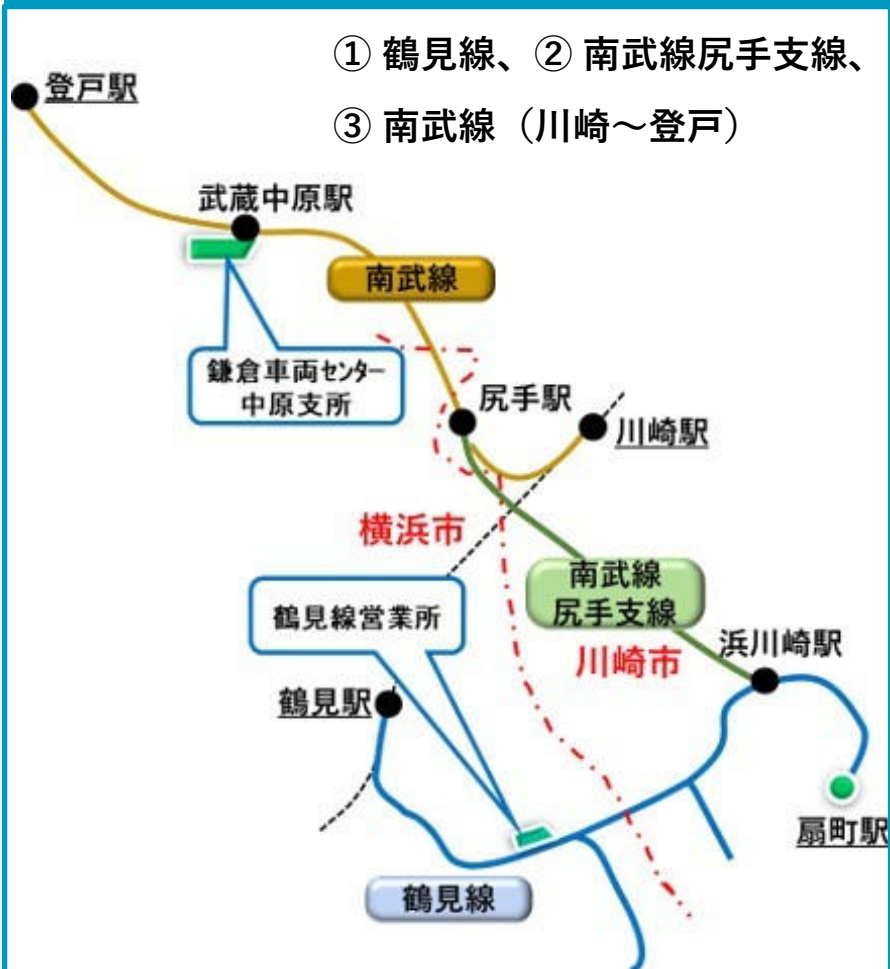 ① 鶴見線、② 南武線尻手支線、
③ 南武線（川崎～登戸）
登戸駅
武蔵中原駅
南武線
鎌倉車両センター
中原支所
尻手駅
川崎駅
横浜市
南武線
尻手支線
鶴見線営業所
川崎市
浜川崎駅
鶴見駅
扇町駅
鶴見線